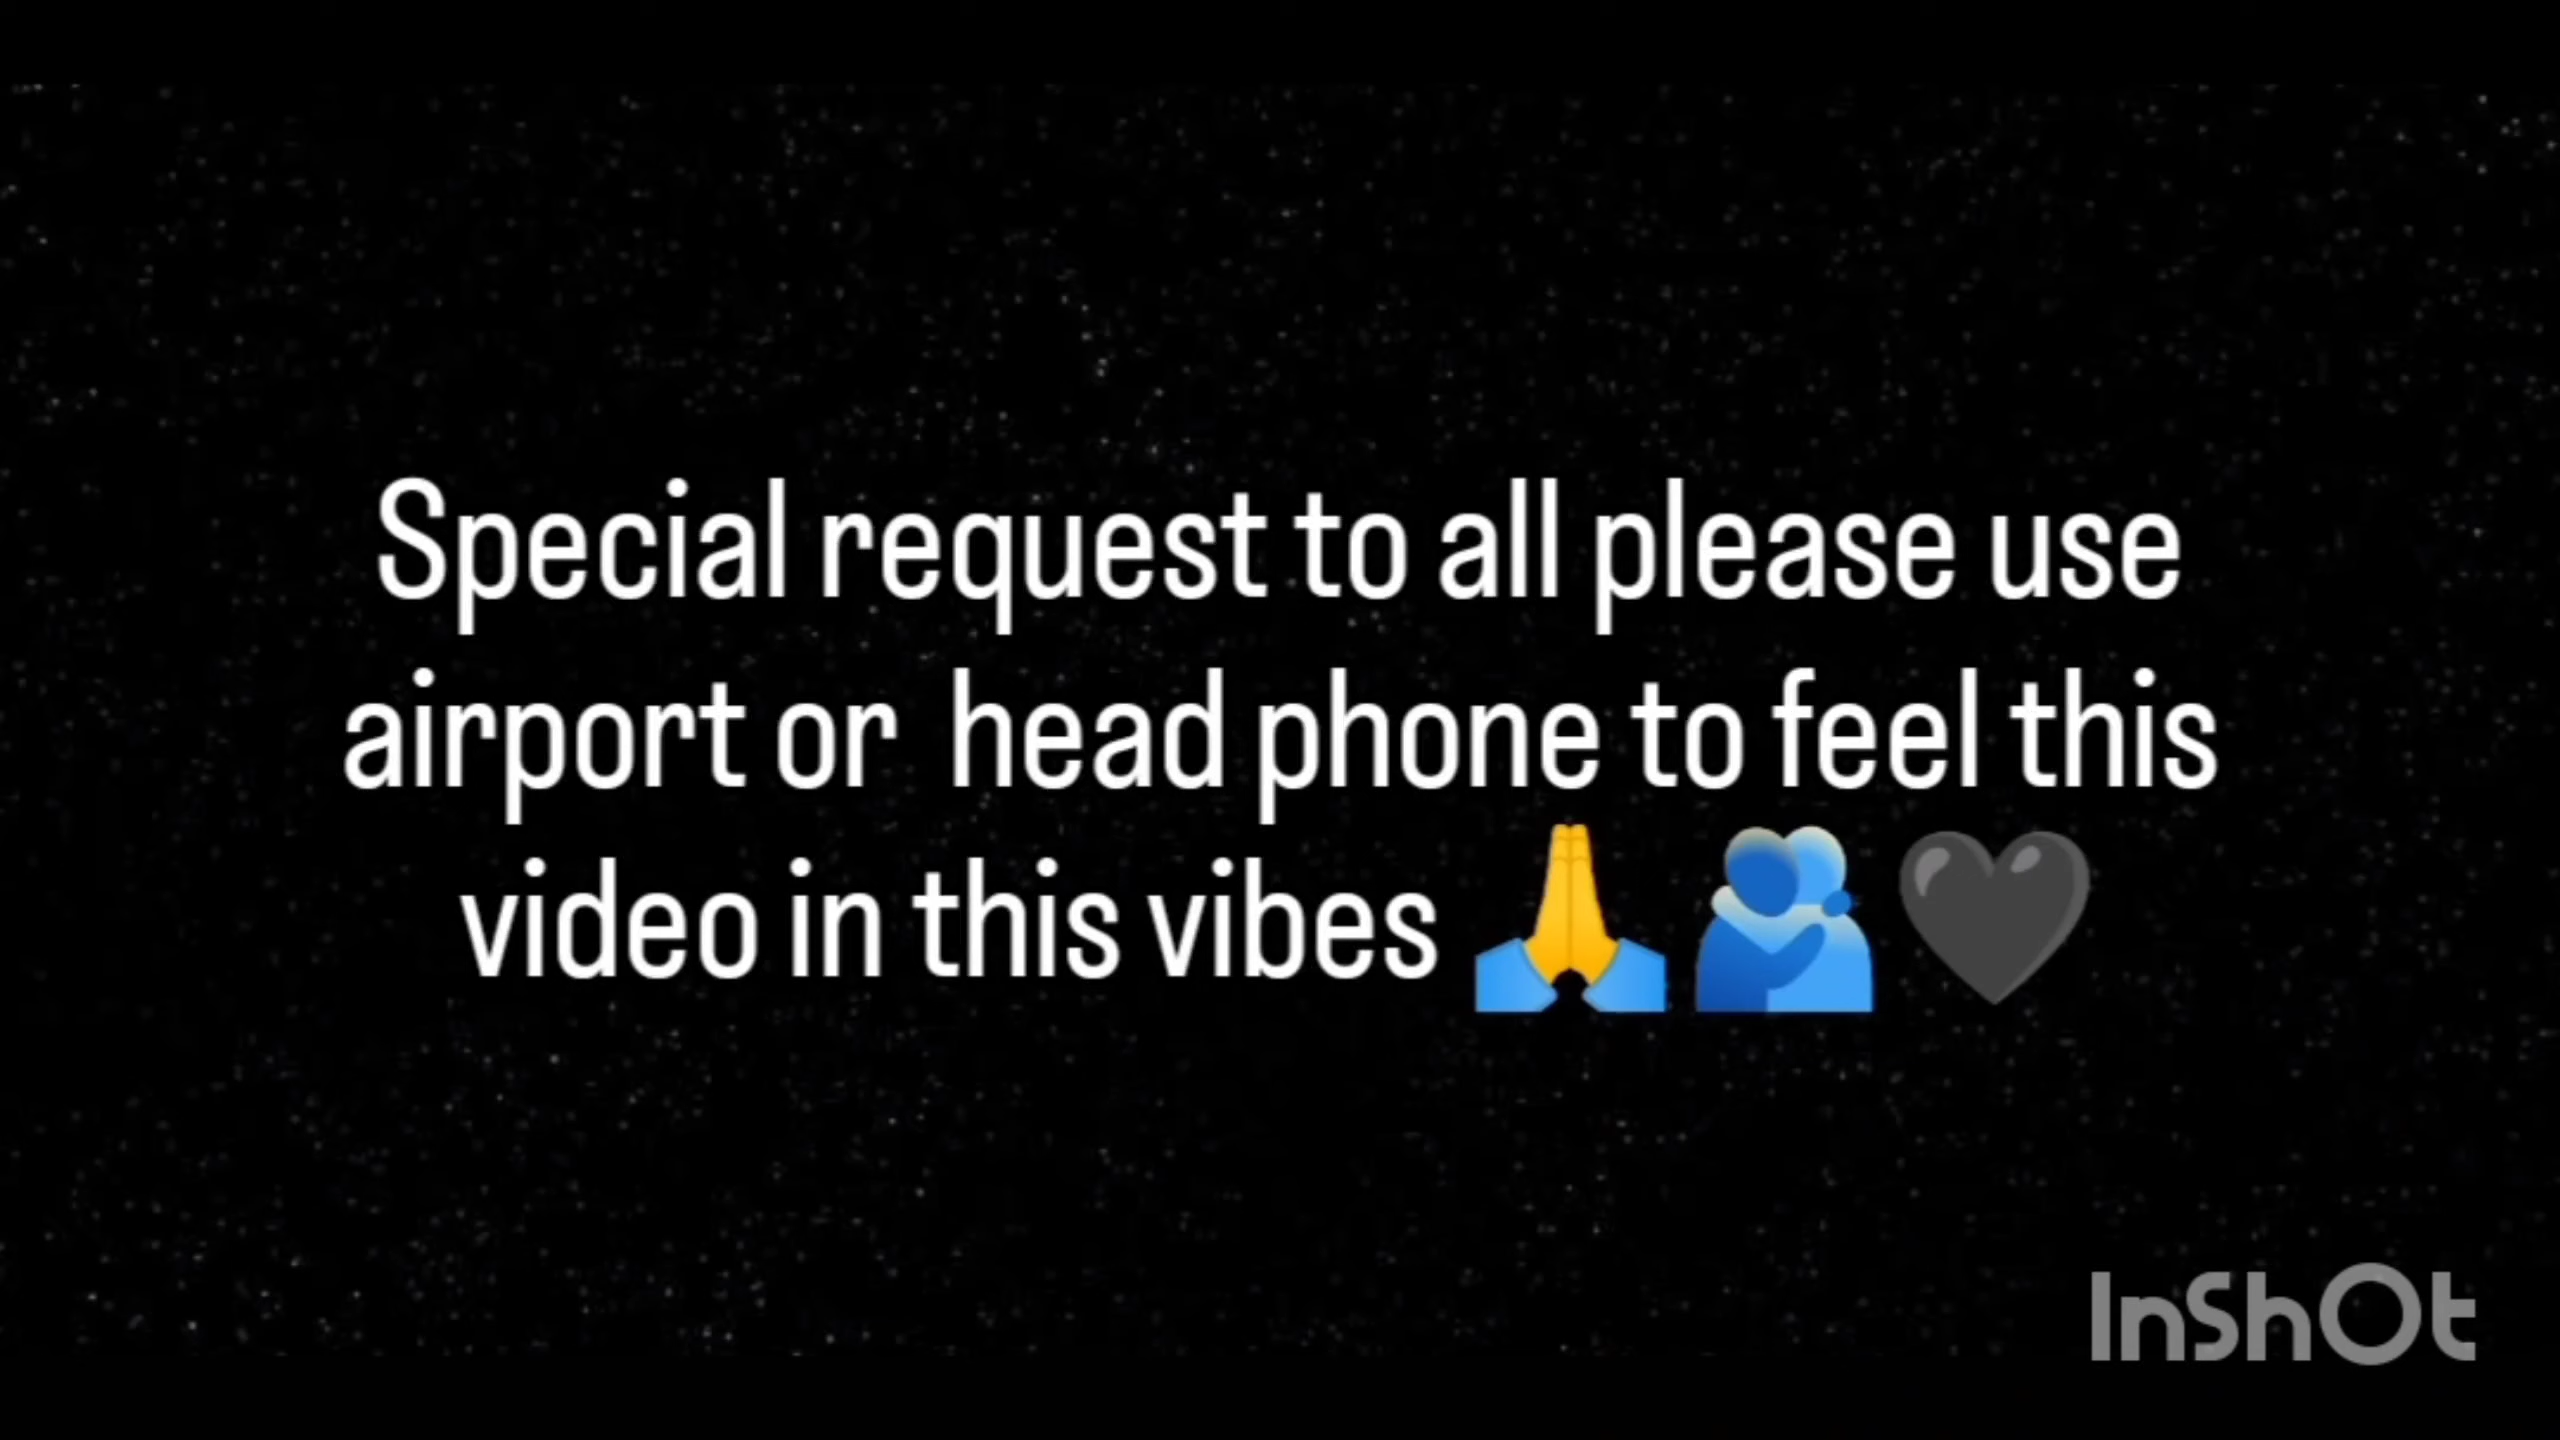 Special request to all please use
airport or  head phone to feel this
video in this vibes 🙏🫂🖤
InShOt